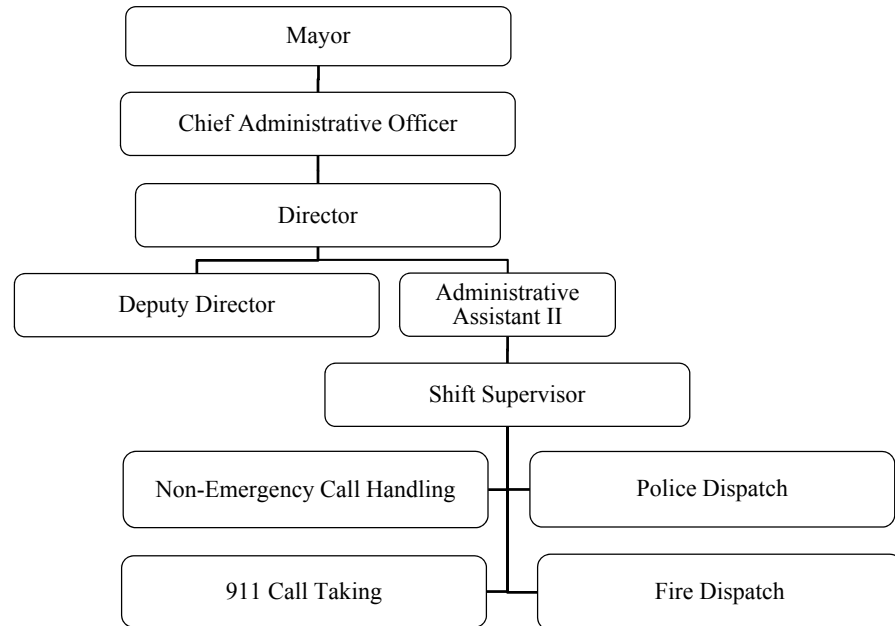 Mayor
Chief Administrative Officer
Director
Deputy Director
Administrative
Assistant II
Shift Supervisor
Non-Emergency Call Handling
Police Dispatch
911 Call Taking
Fire Dispatch